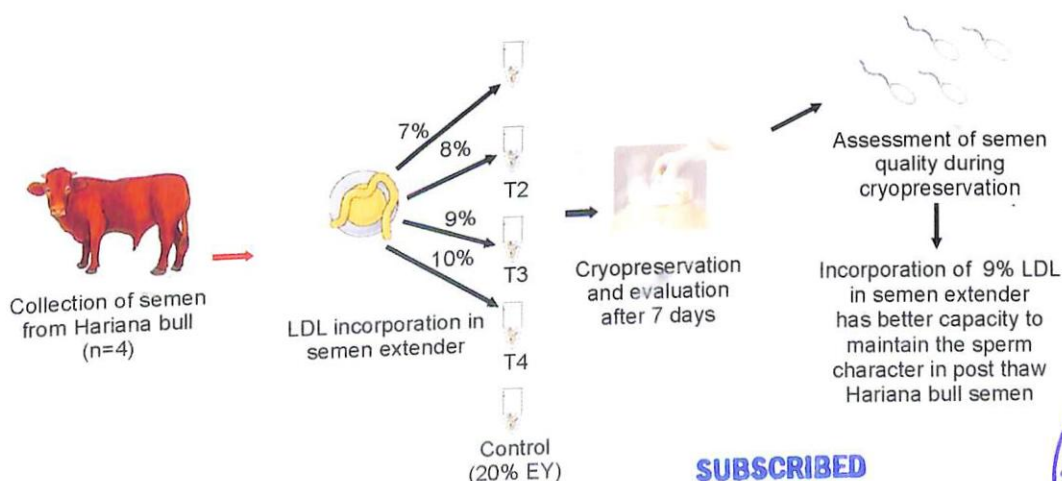 Collection of semen
from Hariana bull
(n=4)
LDL incorporation in
semen extender
7%
8%
9%
10%
T2
T3
T4
Control
(20% EY)
Cryopreservation
and evaluation
after 7 days
Assessment of semen
quality during
cryopreservation
Incorporation of 9% LDL
in semen extender
has better capacity to
maintain the sperm
character in post thaw
Hariana bull semen
SUBSCRIBED